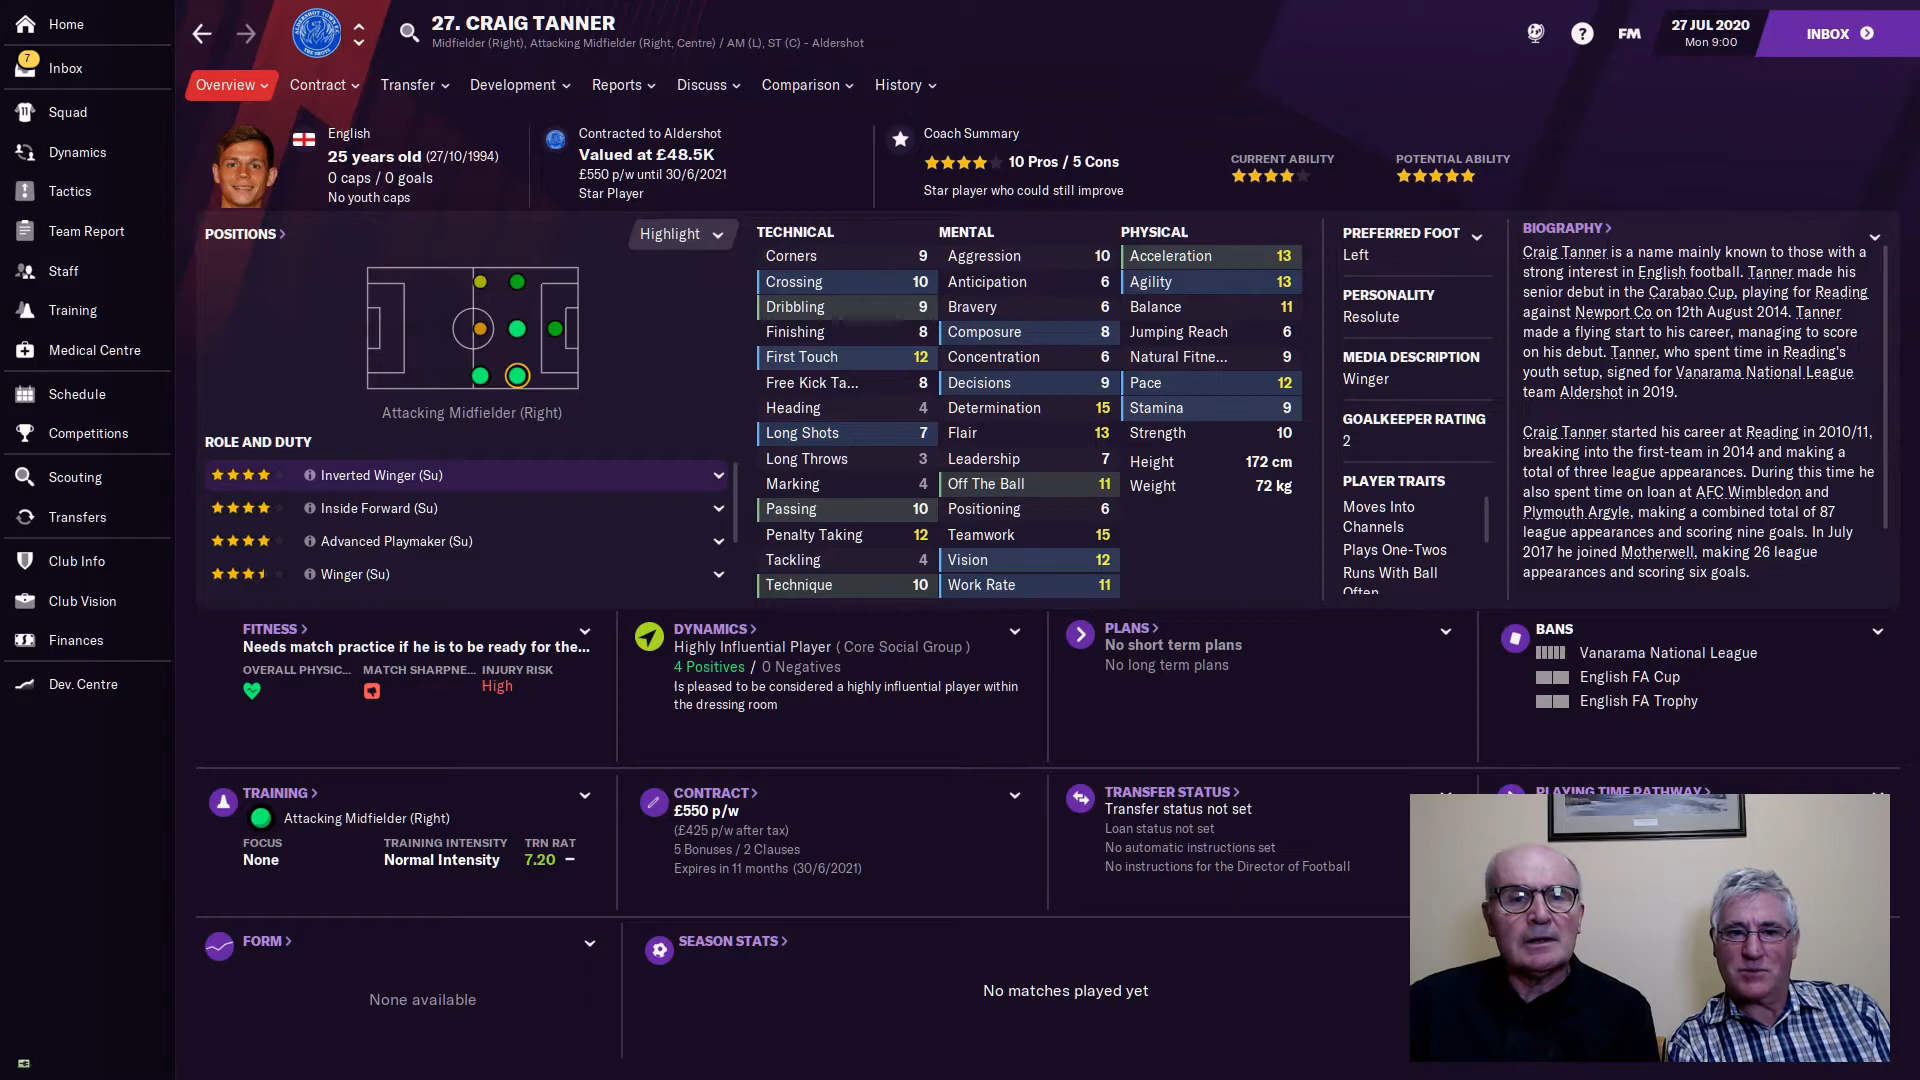 Home
7
Inbox
Squad
Dynamics
Tactics
Team Report
Staff
Training
Medical Centre
Schedule
Competitions
Scouting
Transfers
Club Info
Club Vision
Finances
Dev. Centre
27. CRAIG TANNER
Midfielder (Right), Attacking Midfielder (Right, Centre) / AM (L), ST (C) - Aldershot
?
FM
27 JUL 2020
Mon 9:00
INBOX
Overview
Contract
Transfer
Development
Reports
Discuss
Comparison
History
English
25 years old (27/10/1994)
0 caps / 0 goals
No youth caps
Contracted to Aldershot
Valued at £48.5K
£550 p/w until 30/6/2021
Star Player
Coach Summary
10 Pros / 5 Cons
Star player who could still improve
CURRENT ABILITY
POTENTIAL ABILITY
POSITIONS
Highlight
Attacking Midfielder (Right)
ROLE AND DUTY
Inverted Winger (Su)
Inside Forward (Su)
Advanced Playmaker (Su)
Winger (Su)
TECHNICAL
Corners 9
Crossing 10
Dribbling 9
Finishing 8
First Touch 12
Free Kick Ta... 8
Heading 4
Long Shots 7
Long Throws 3
Marking 4
Passing 10
Penalty Taking 12
Tackling 4
Technique 10
MENTAL
Aggression 10
Anticipation 6
Bravery 6
Composure 8
Concentration 6
Decisions 9
Determination 15
Flair 13
Leadership 7
Off The Ball 11
Positioning 6
Teamwork 15
Vision 12
Work Rate 11
PHYSICAL
Acceleration 13
Agility 13
Balance 11
Jumping Reach 6
Natural Fitne... 9
Pace 12
Stamina 9
Strength 10
Height 172 cm
Weight 72 kg
PREFERRED FOOT
Left
PERSONALITY
Resolute
MEDIA DESCRIPTION
Winger
GOALKEEPER RATING
2
PLAYER TRAITS
Moves Into
Channels
Plays One-Twos
Runs With Ball
Often
BIOGRAPHY
Craig Tanner is a name mainly known to those with a
strong interest in English football. Tanner made his
senior debut in the Carabao Cup, playing for Reading
against Newport Co on 12th August 2014. Tanner
made a flying start to his career, managing to score
on his debut. Tanner, who spent time in Reading's
youth setup, signed for Vanarama National League
team Aldershot in 2019.
Craig Tanner started his career at Reading in 2010/11,
breaking into the first-team in 2014 and making a
total of three league appearances. During this time he
also spent time on loan at AFC Wimbledon and
Plymouth Argyle, making a combined total of 87
league appearances and scoring nine goals. In July
2017 he joined Motherwell, making 26 league
appearances and scoring six goals.
FITNESS
Needs match practice if he is to be ready for the...
OVERALL PHYSIC...
MATCH SHARPNE...
INJURY RISK
High
DYNAMICS
Highly Influential Player ( Core Social Group )
4 Positives / 0 Negatives
Is pleased to be considered a highly influential player within
the dressing room
PLANS
No short term plans
No long term plans
BANS
Vanarama National League
English FA Cup
English FA Trophy
TRAINING
Attacking Midfielder (Right)
FOCUS
None
TRAINING INTENSITY
Normal Intensity
TRN RAT
7.20
CONTRACT
£550 p/w
(£425 p/w after tax)
5 Bonuses / 2 Clauses
Expires in 11 months (30/6/2021)
TRANSFER STATUS
Transfer status not set
Loan status not set
No automatic instructions set
No instructions for the Director of Football
PLAYING TIME PATHWAY
FORM
None available
SEASON STATS
No matches played yet